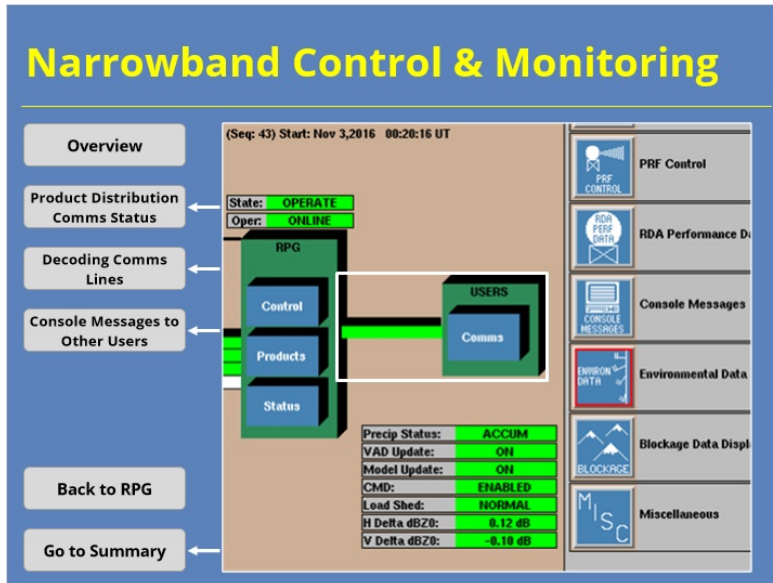 Narrowband Control & Monitoring
Overview
Product Distribution
Comms Status
Decoding Comms
Lines
Console Messages to
Other Users
Back to RPG
Go to Summary
(Seq: 43) Start: Nov 3,2016 00:20:16 UT
State: OPERATE
Oper: ONLINE
RPG
Control
Products
Status
USERS
Comms
Precip Status: ACCUM
VAD Update: ON
Model Update: ON
CMD: ENABLED
Load Shed: NORMAL
H Delta dBZ0: 0.12 dB
V Delta dBZ0: -0.10 dB
PRF
CONTROL
PRF Control
RDA
PERF
DATA
RDA Performance Da
CONSOLE
MESSAGES
Console Messages
ENVIRON
DATA
Environmental Data
BLOCKAGE
Blockage Data Displ
MISC
Miscellaneous